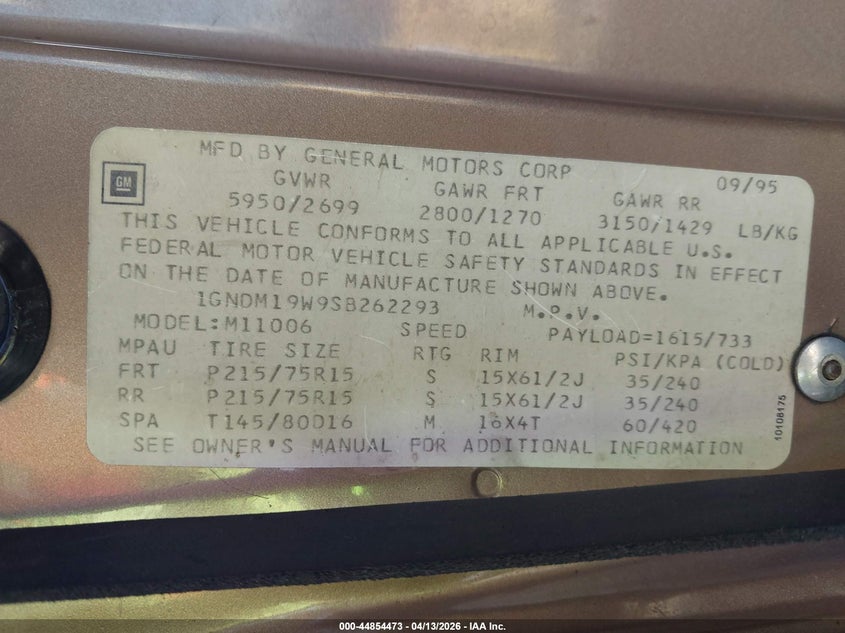 GM
MFD BY GENERAL MOTORS CORP 09/95
GVWR GAWR FRT GAWR RR
5950/2699 2800/1270 3150/1429 LB/KG
THIS VEHICLE CONFORMS TO ALL APPLICABLE U.S.
FEDERAL MOTOR VEHICLE SAFETY STANDARDS IN EFFECT
ON THE DATE OF MANUFACTURE SHOWN ABOVE.
1GNDM19W9SB262293 M.P.V.
MODEL:M11006 SPEED PAYLOAD=1615/733
MPAU TIRE SIZE RTG RIM PSI/KPA (COLD)
FRT P215/75R15 S 15X61/2J 35/240
RR P215/75R15 S 15X61/2J 35/240
SPA T145/80D16 M 16X4T 60/420
SEE OWNER'S MANUAL FOR ADDITIONAL INFORMATION
10108175
000-44854473 - 04/13/2026 - IAA Inc.